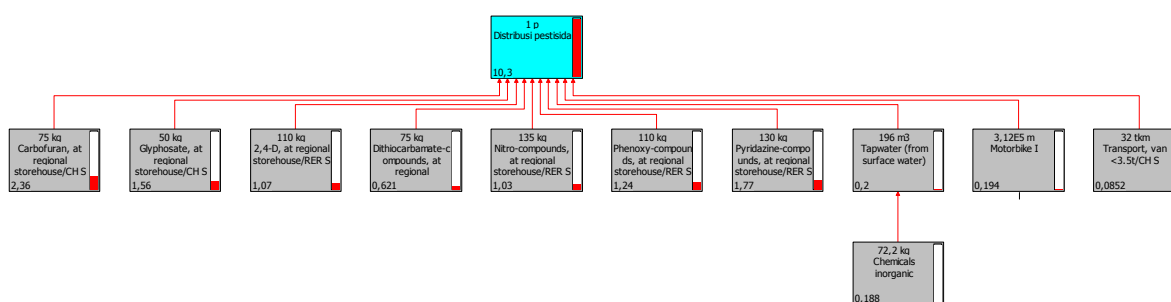 1 p
Distribusi pestisida
10,3
75 kg
Carbofuran, at
regional
storehouse/CH S
2,36
50 kg
Glyphosate, at
regional
storehouse/CH S
1,56
110 kg
2,4-D, at regional
storehouse/RER S
1,07
75 kg
Dithiocarbamate-c
ompounds, at
regional
0,621
135 kg
Nitro-compounds,
at regional
storehouse/RER S
1,03
110 kg
Phenoxy-compoun
ds, at regional
storehouse/RER S
1,24
130 kg
Pyridazine-compo
unds, at regional
storehouse/RER S
1,77
196 m3
Tapwater (from
surface water)
0,2
3,12E5 m
Motorbike I
0,194
32 tkm
Transport, van
<3.5t/CH S
0,0852
72,2 kg
Chemicals
inorganic
0,188